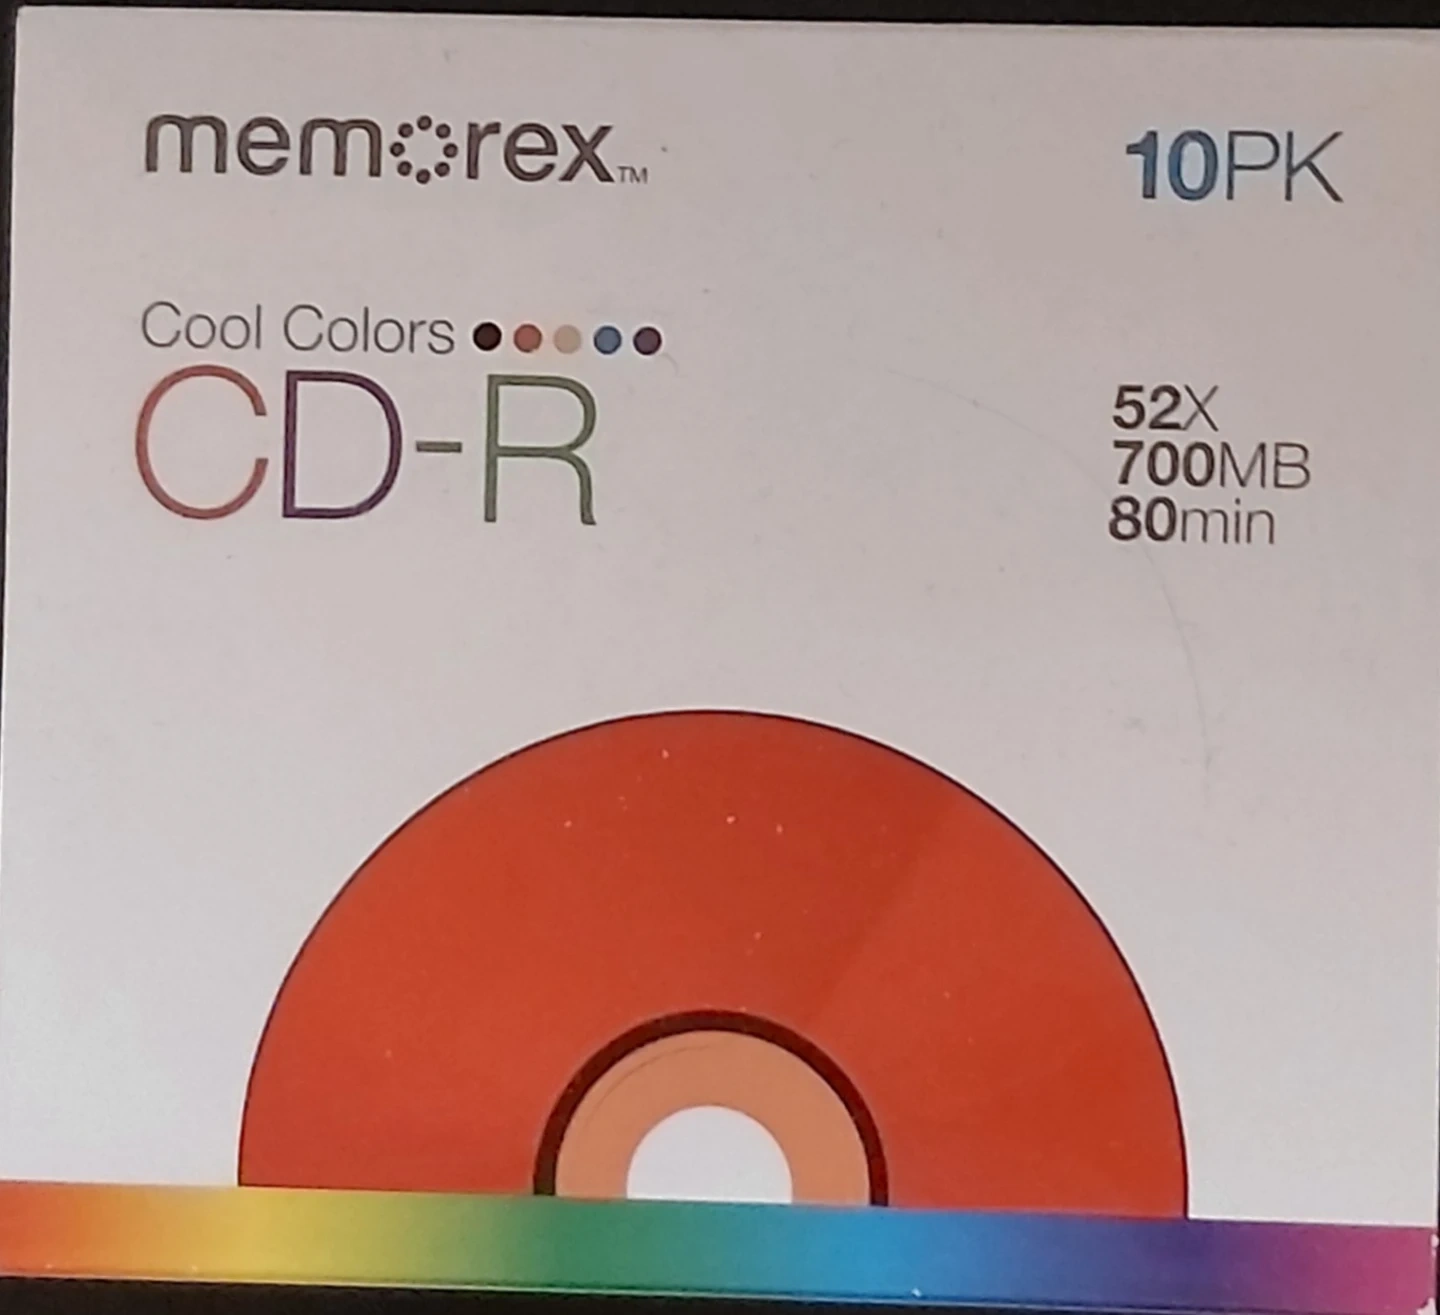 memorex™
10PK
Cool Colors
CD-R
52X
700MB
80min